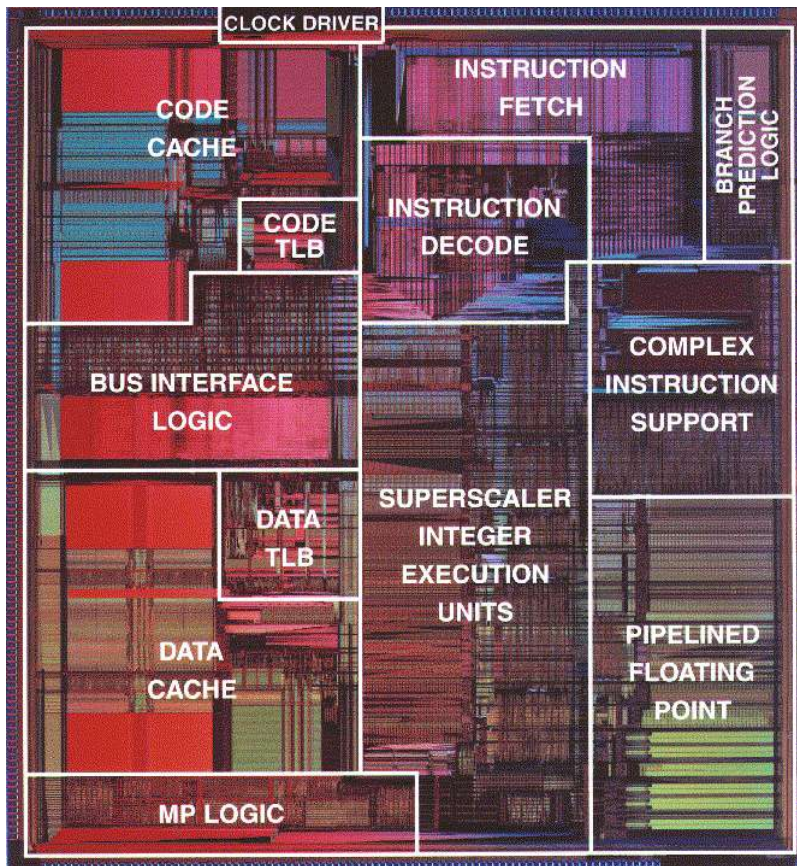 CLOCK DRIVER
CODE
CACHE
INSTRUCTION
FETCH
BRANCH
PREDICTION
LOGIC
CODE
TLB
INSTRUCTION
DECODE
BUS INTERFACE
LOGIC
COMPLEX
INSTRUCTION
SUPPORT
DATA
TLB
SUPERSCALER
INTEGER
EXECUTION
UNITS
DATA
CACHE
PIPELINED
FLOATING
POINT
MP LOGIC